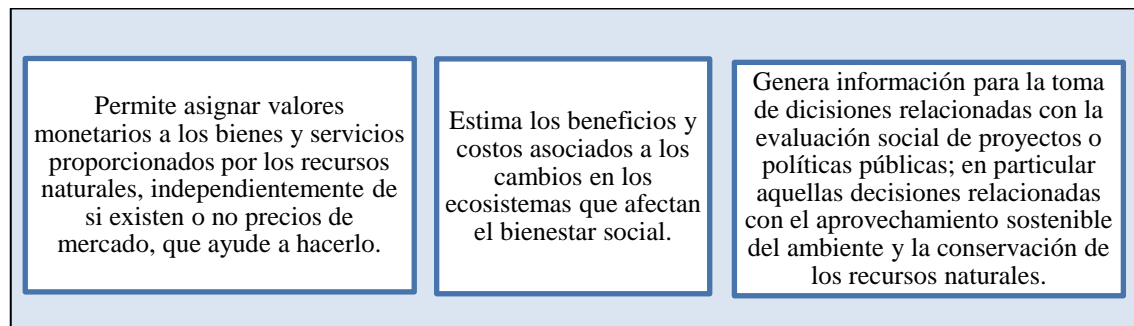 Permite asignar valores
monetarios a los bienes y servicios
proporcionados por los recursos
naturales, independientemente de
si existen o no precios de
mercado, que ayude a hacerlo.
Estima los beneficios y
costos asociados a los
cambios en los
ecosistemas que afectan
el bienestar social.
Genera información para la toma
de dicisiones relacionadas con la
evaluación social de proyectos o
políticas públicas; en particular
aquellas decisiones relacionadas
con el aprovechamiento sostenible
del ambiente y la conservación de
los recursos naturales.